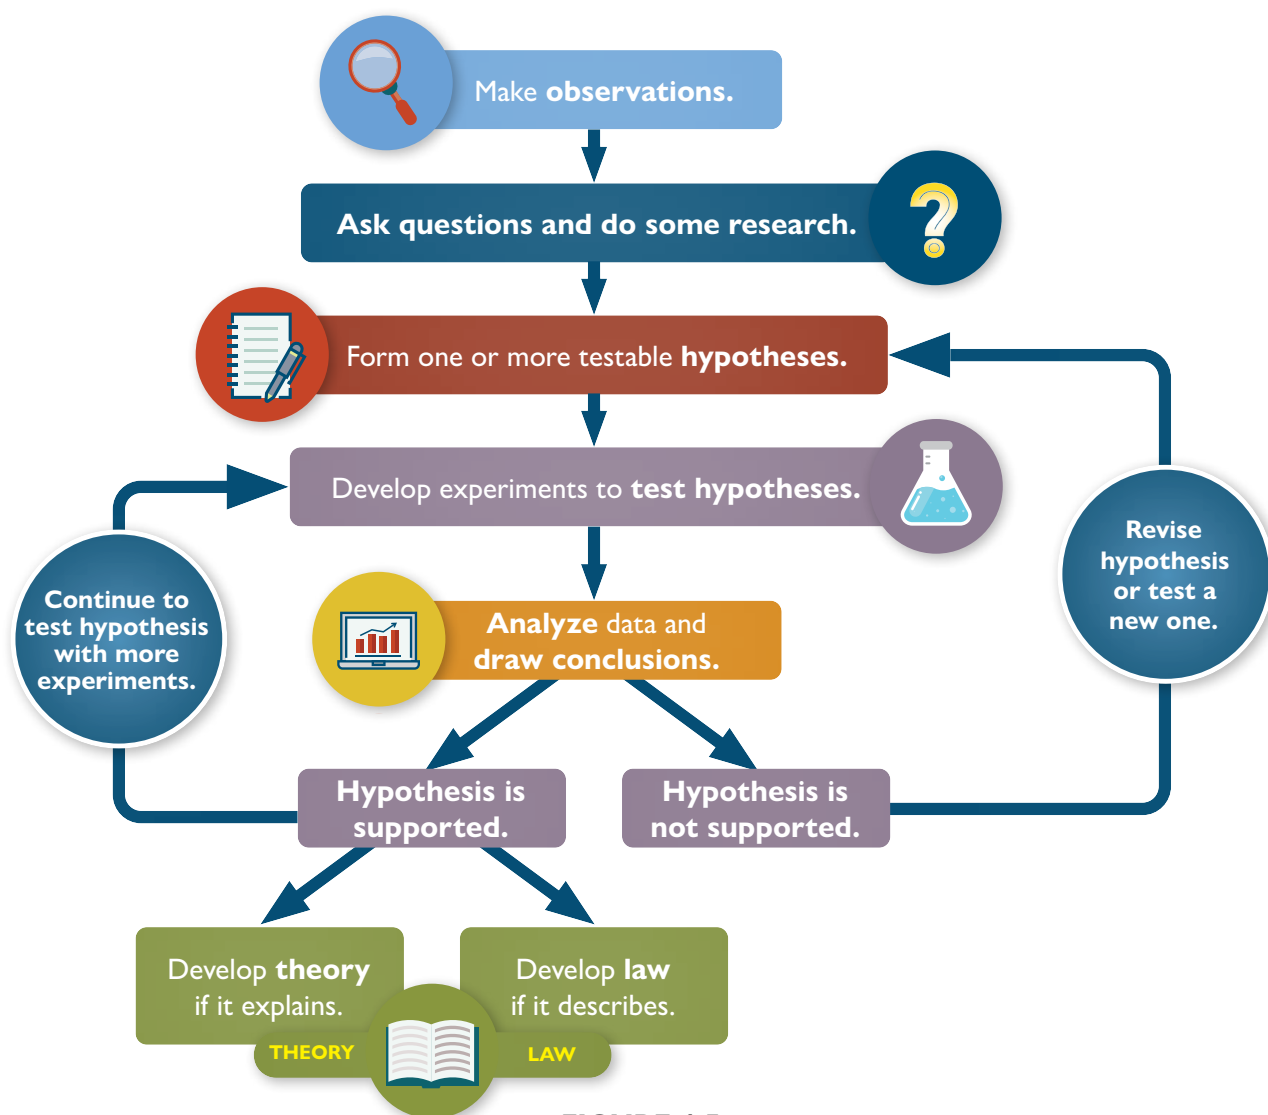 Make observations.
Ask questions and do some research.
Form one or more testable hypotheses.
Develop experiments to test hypotheses.
Revise
hypothesis
or test a
new one.
Continue to
test hypothesis
with more
experiments.
Analyze data and
draw conclusions.
Hypothesis is
supported.
Hypothesis is
not supported.
Develop theory
if it explains.
Develop law
if it describes.
THEORY
LAW